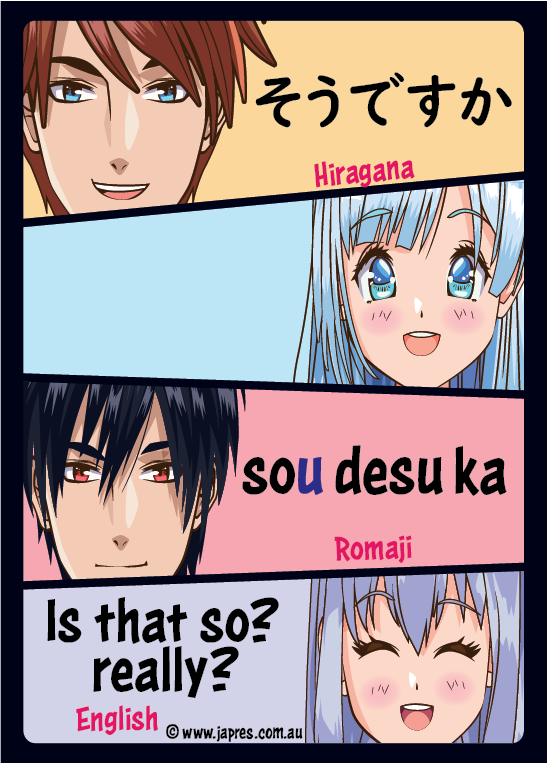 そうですか
Hiragana
sou desu ka
Romaji
Is that so?
really?
English
© www.japres.com.au